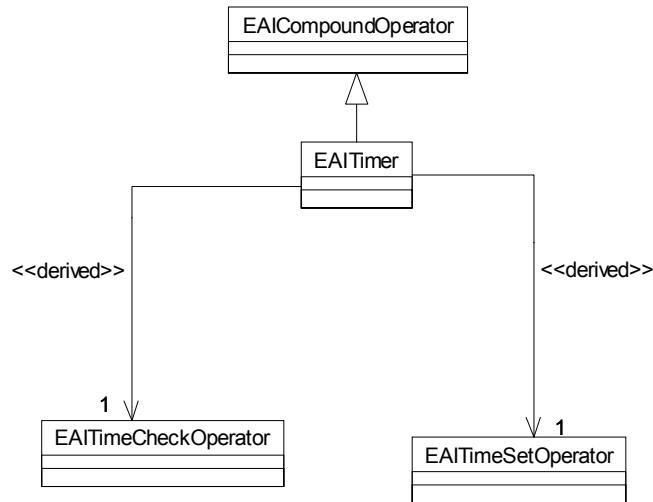 EAICompoundOperator
EAITimer
<<derived>>
<<derived>>
1
EAITimeCheckOperator
1
EAITimeSetOperator